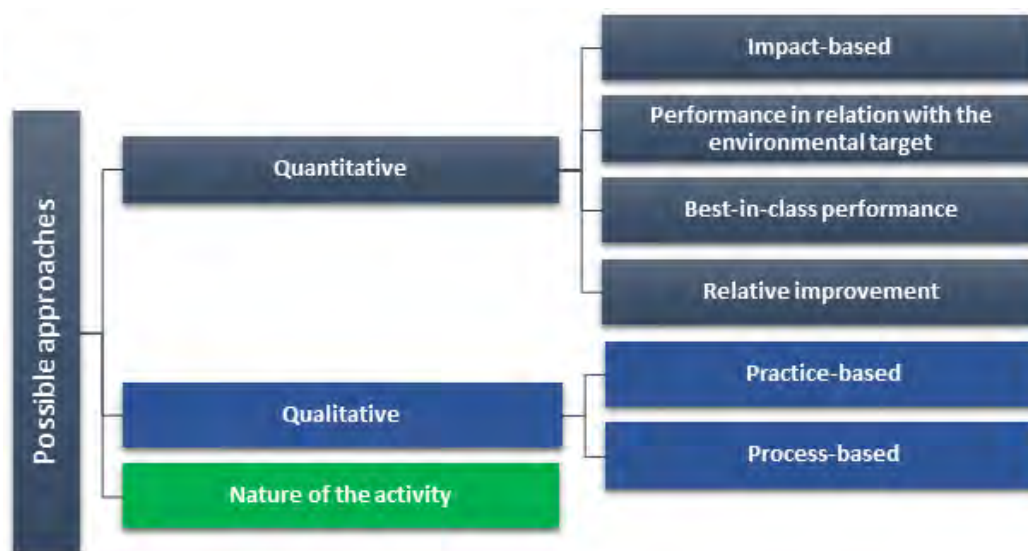 Possible approaches
Quantitative
Impact-based
Performance in relation with the
environmental target
Best-in-class performance
Relative improvement
Qualitative
Practice-based
Process-based
Nature of the activity